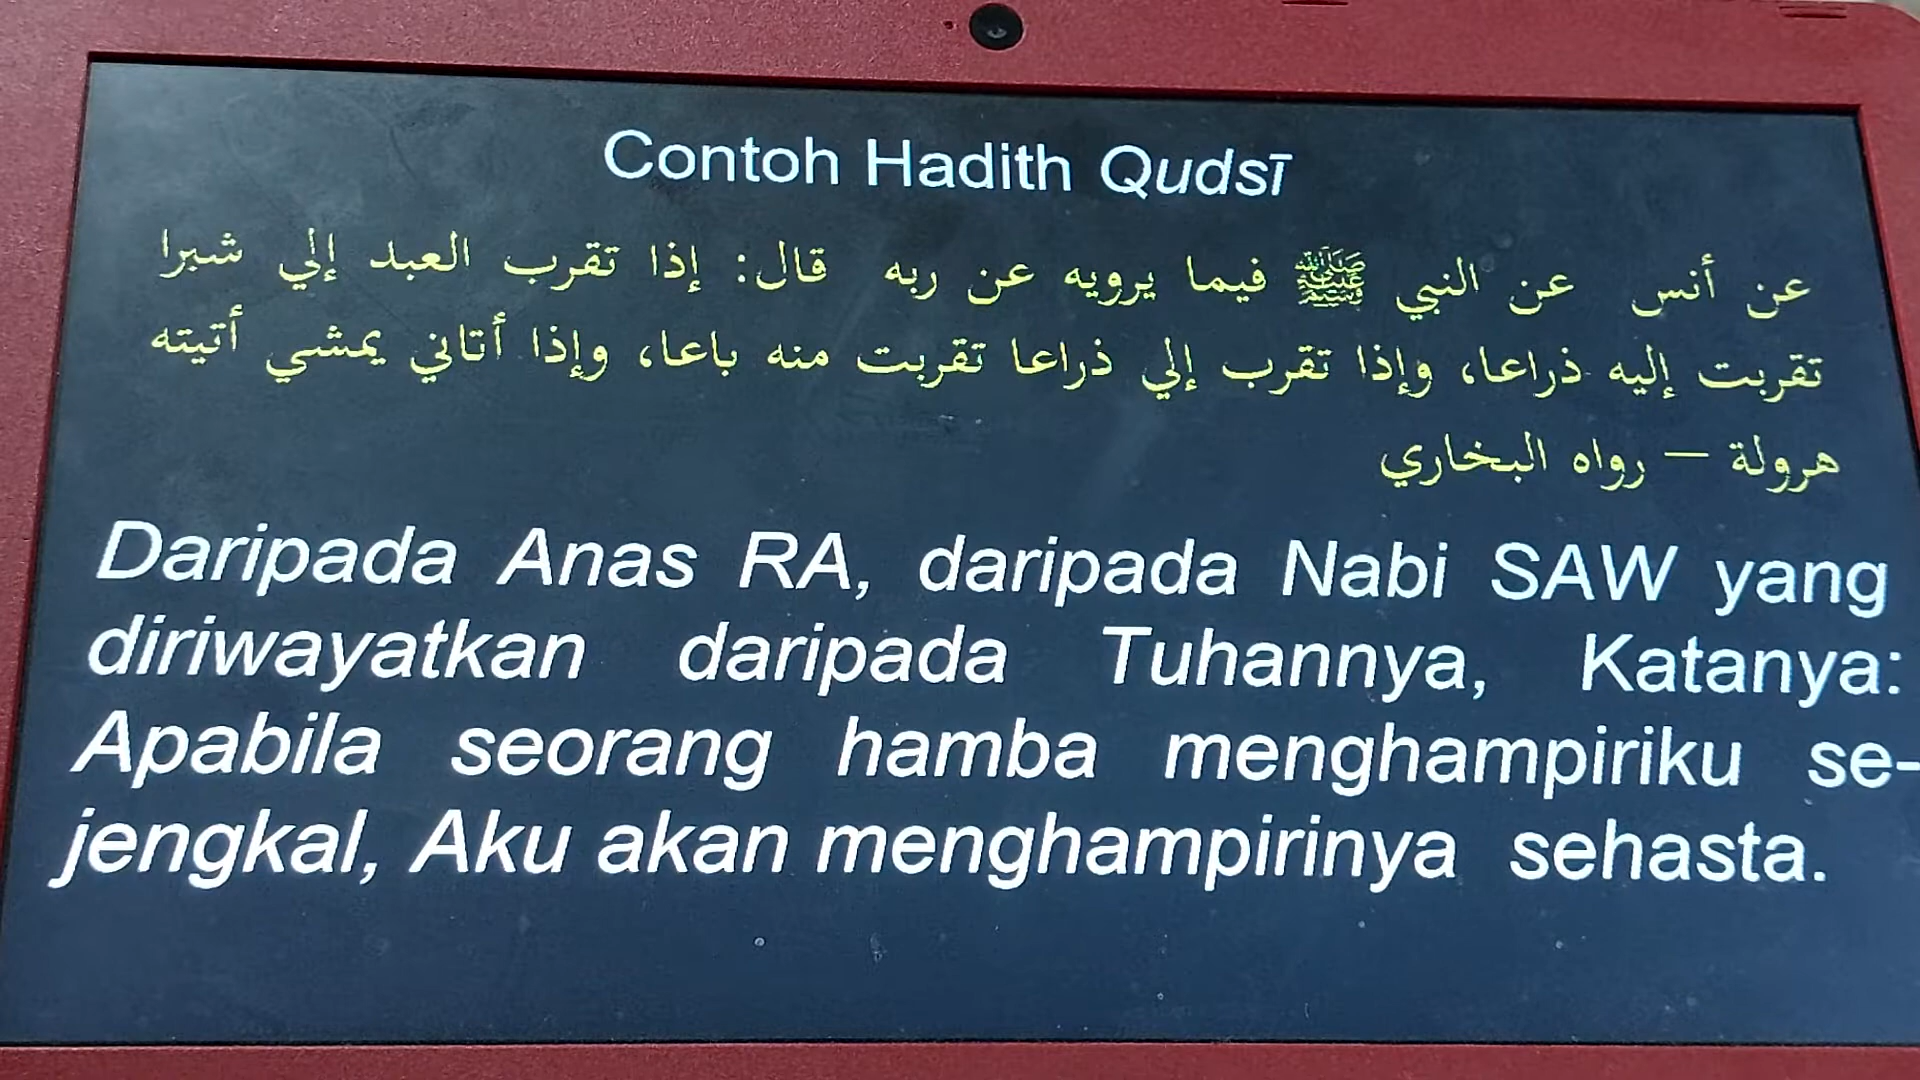 Contoh Hadith Qudsī
عن أنس عن النبي ﷺ فيما يرويه عن ربه قال: إذا تقرب العبد إلي شبرا
تقربت إليه ذراعا، وإذا تقرب إلي ذراعا تقربت منه باعا، وإذا أتاني يمشي أتيته
هرولة – رواه البخاري
Daripada Anas RA, daripada Nabi SAW yang
diriwayatkan daripada Tuhannya, Katanya:
Apabila seorang hamba menghampiriku se-
jengkal, Aku akan menghampirinya sehasta.